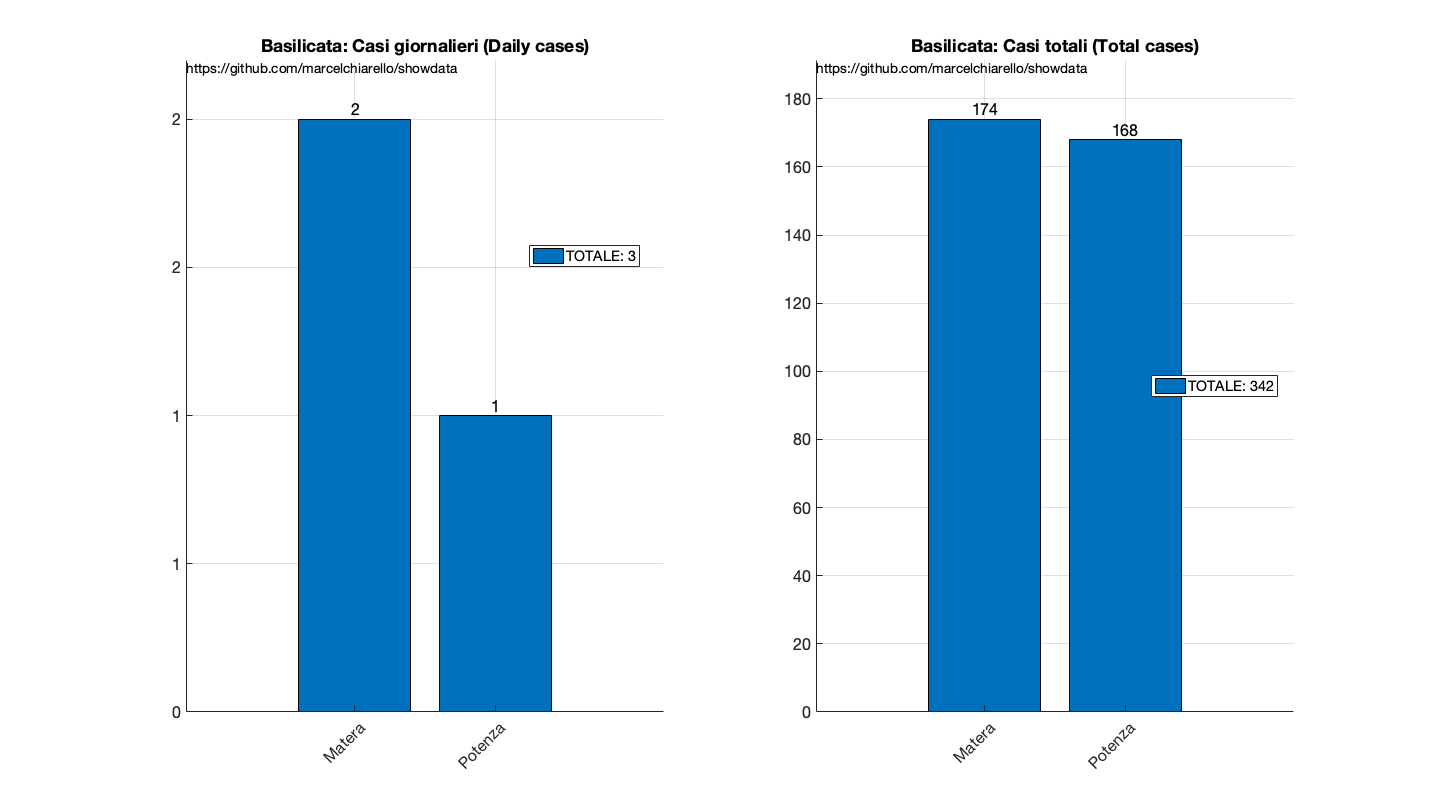 Basilicata: Casi giornalieri (Daily cases)
https://github.com/marcelchiarello/showdata
2
2
2
TOTALE: 3
1
1
1
0
Matera
Potenza
Basilicata: Casi totali (Total cases)
https://github.com/marcelchiarello/showdata
180
174
168
160
140
120
100
TOTALE: 342
80
60
40
20
0
Matera
Potenza